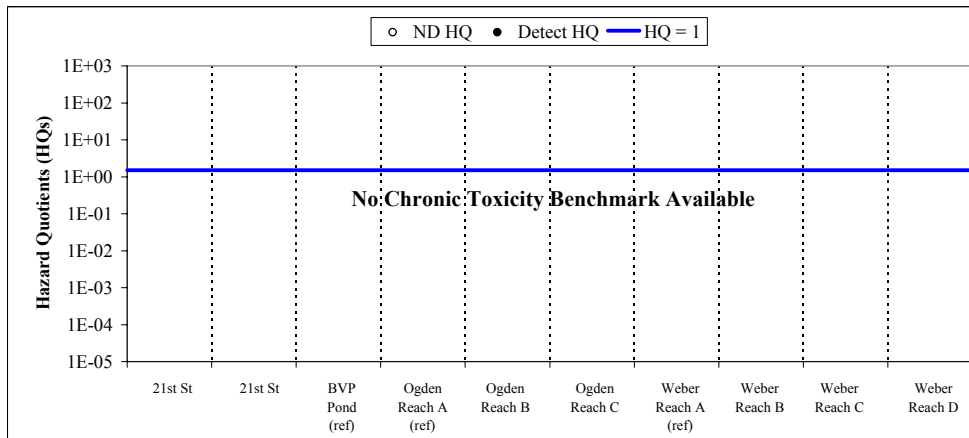 ND HQ Detect HQ HQ = 1
Hazard Quotients (HQs)
1E+03
1E+02
1E+01
1E+00
1E-01
1E-02
1E-03
1E-04
1E-05
No Chronic Toxicity Benchmark Available
21st St
21st St
BVP
Pond
(ref)
Ogden
Reach A
(ref)
Ogden
Reach B
Ogden
Reach C
Weber
Reach A
(ref)
Weber
Reach B
Weber
Reach C
Weber
Reach D